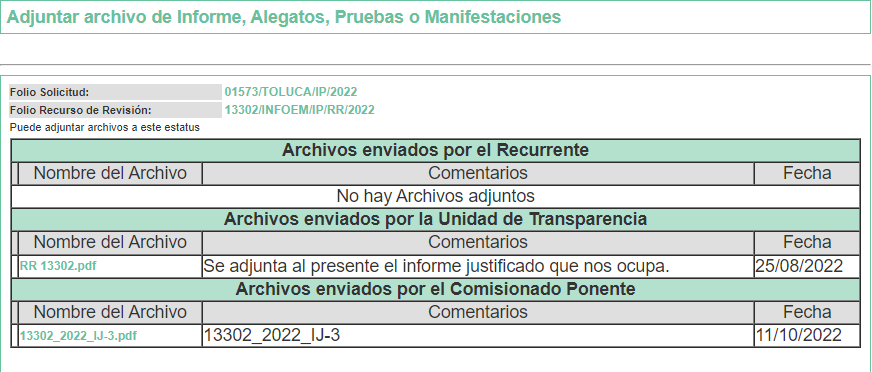 Adjuntar archivo de Informe, Alegatos, Pruebas o Manifestaciones
Folio Solicitud: 01573/TOLUCA/IP/2022
Folio Recurso de Revisión: 13302/INFOEM/IP/RR/2022
Puede adjuntar archivos a este estatus
Archivos enviados por el Recurrente
Nombre del Archivo Comentarios Fecha
No hay Archivos adjuntos
Archivos enviados por la Unidad de Transparencia
Nombre del Archivo Comentarios Fecha
RR 13302.pdf Se adjunta al presente el informe justificado que nos ocupa. 25/08/2022
Archivos enviados por el Comisionado Ponente
Nombre del Archivo Comentarios Fecha
13302_2022_IJ-3.pdf 13302_2022_IJ-3 11/10/2022